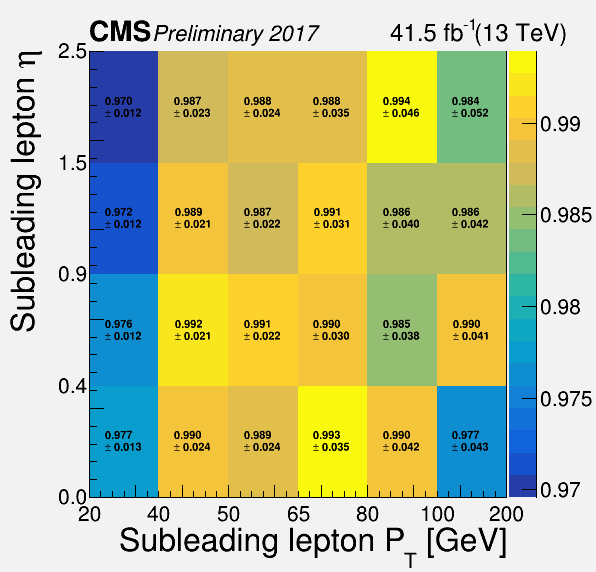 CMS Preliminary 2017 41.5 fb⁻¹(13 TeV)
Subleading lepton η
2.5
0.970 0.987 0.988 0.988 0.994 0.984
± 0.012 ± 0.023 ± 0.024 ± 0.035 ± 0.046 ± 0.052
0.99
1.5
0.972 0.989 0.987 0.991 0.986 0.986
± 0.012 ± 0.021 ± 0.022 ± 0.031 ± 0.040 ± 0.042
0.985
0.9
0.98
0.976 0.992 0.991 0.990 0.985 0.990
± 0.012 ± 0.021 ± 0.022 ± 0.030 ± 0.038 ± 0.041
0.4
0.975
0.977 0.990 0.989 0.993 0.990 0.977
± 0.013 ± 0.024 ± 0.024 ± 0.035 ± 0.042 ± 0.043
0.97
0.0
20 40 50 65 80 100 200
Subleading lepton P_T [GeV]